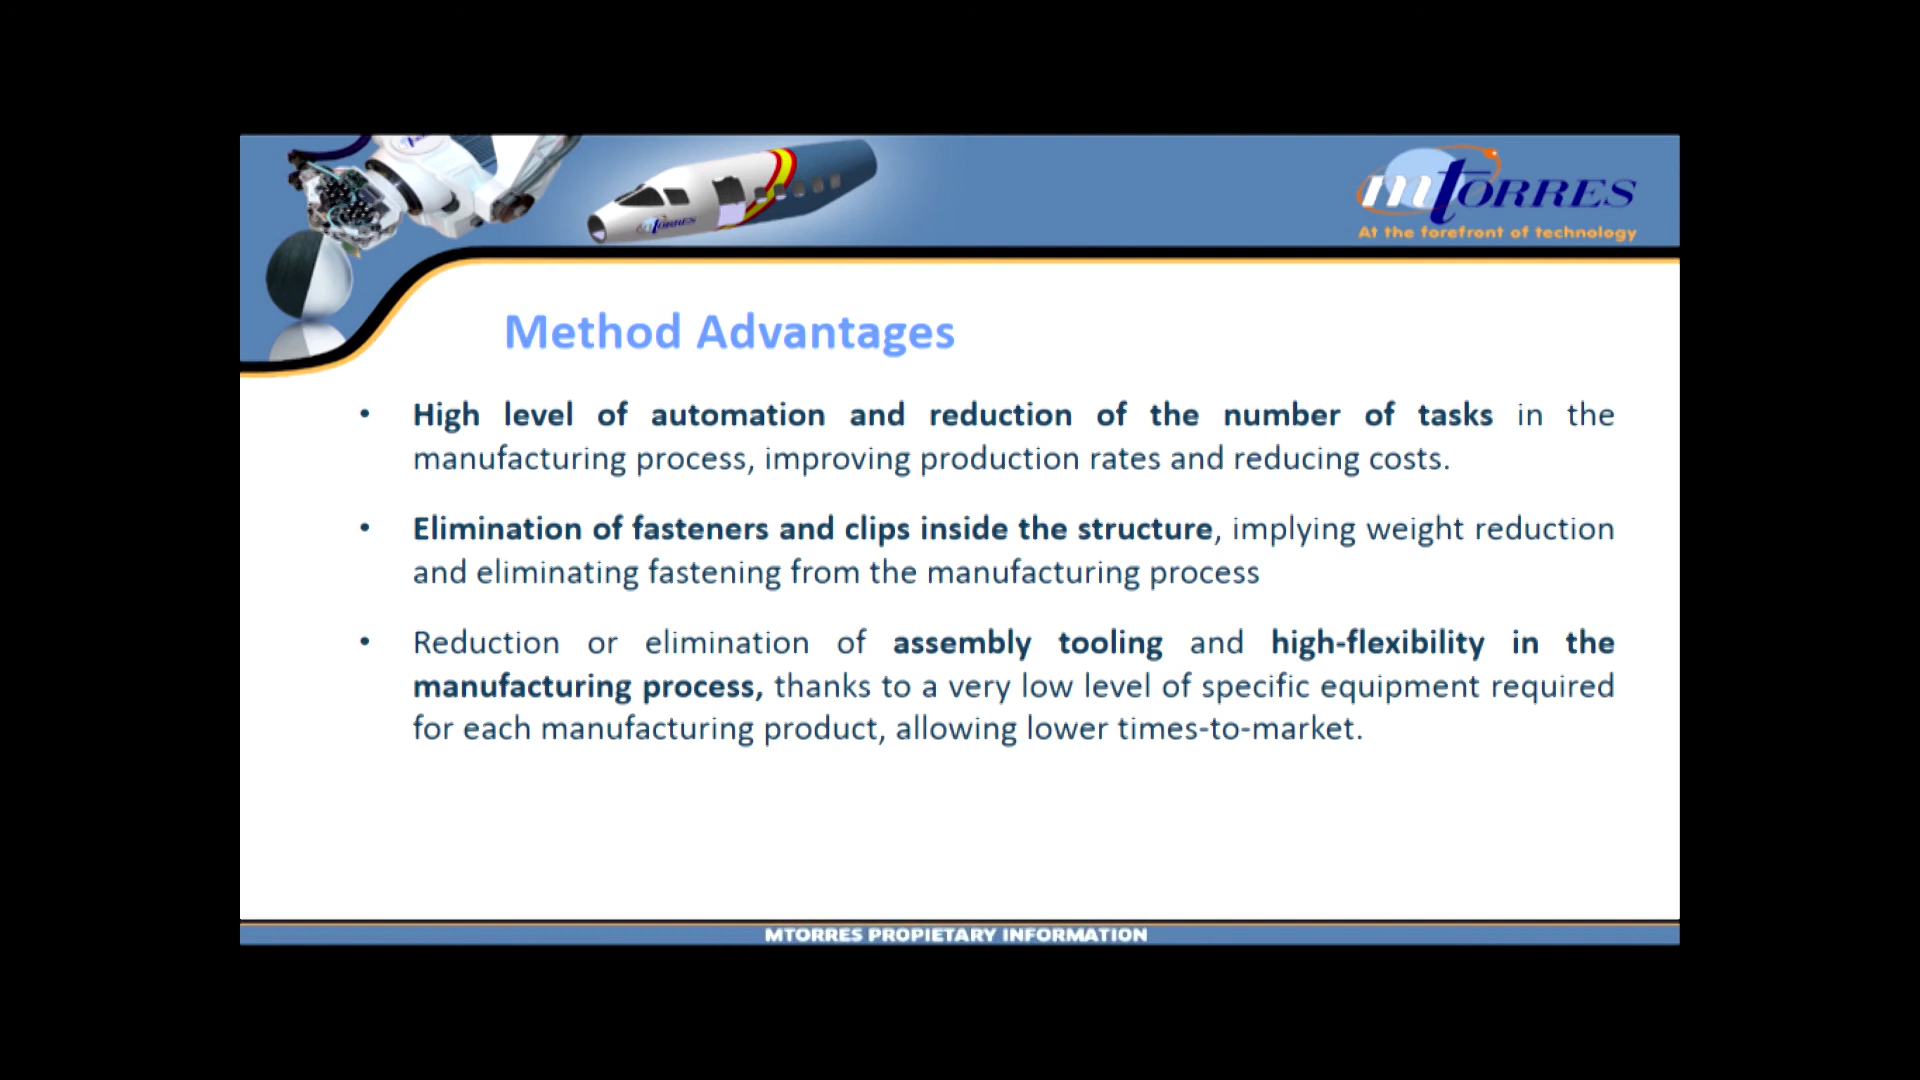 mTORRES
At the forefront of technology
mTORRES
Method Advantages
• High level of automation and reduction of the number of tasks in the
manufacturing process, improving production rates and reducing costs.
• Elimination of fasteners and clips inside the structure, implying weight reduction
and eliminating fastening from the manufacturing process
• Reduction or elimination of assembly tooling and high-flexibility in the
manufacturing process, thanks to a very low level of specific equipment required
for each manufacturing product, allowing lower times-to-market.
MTORRES PROPIETARY INFORMATION